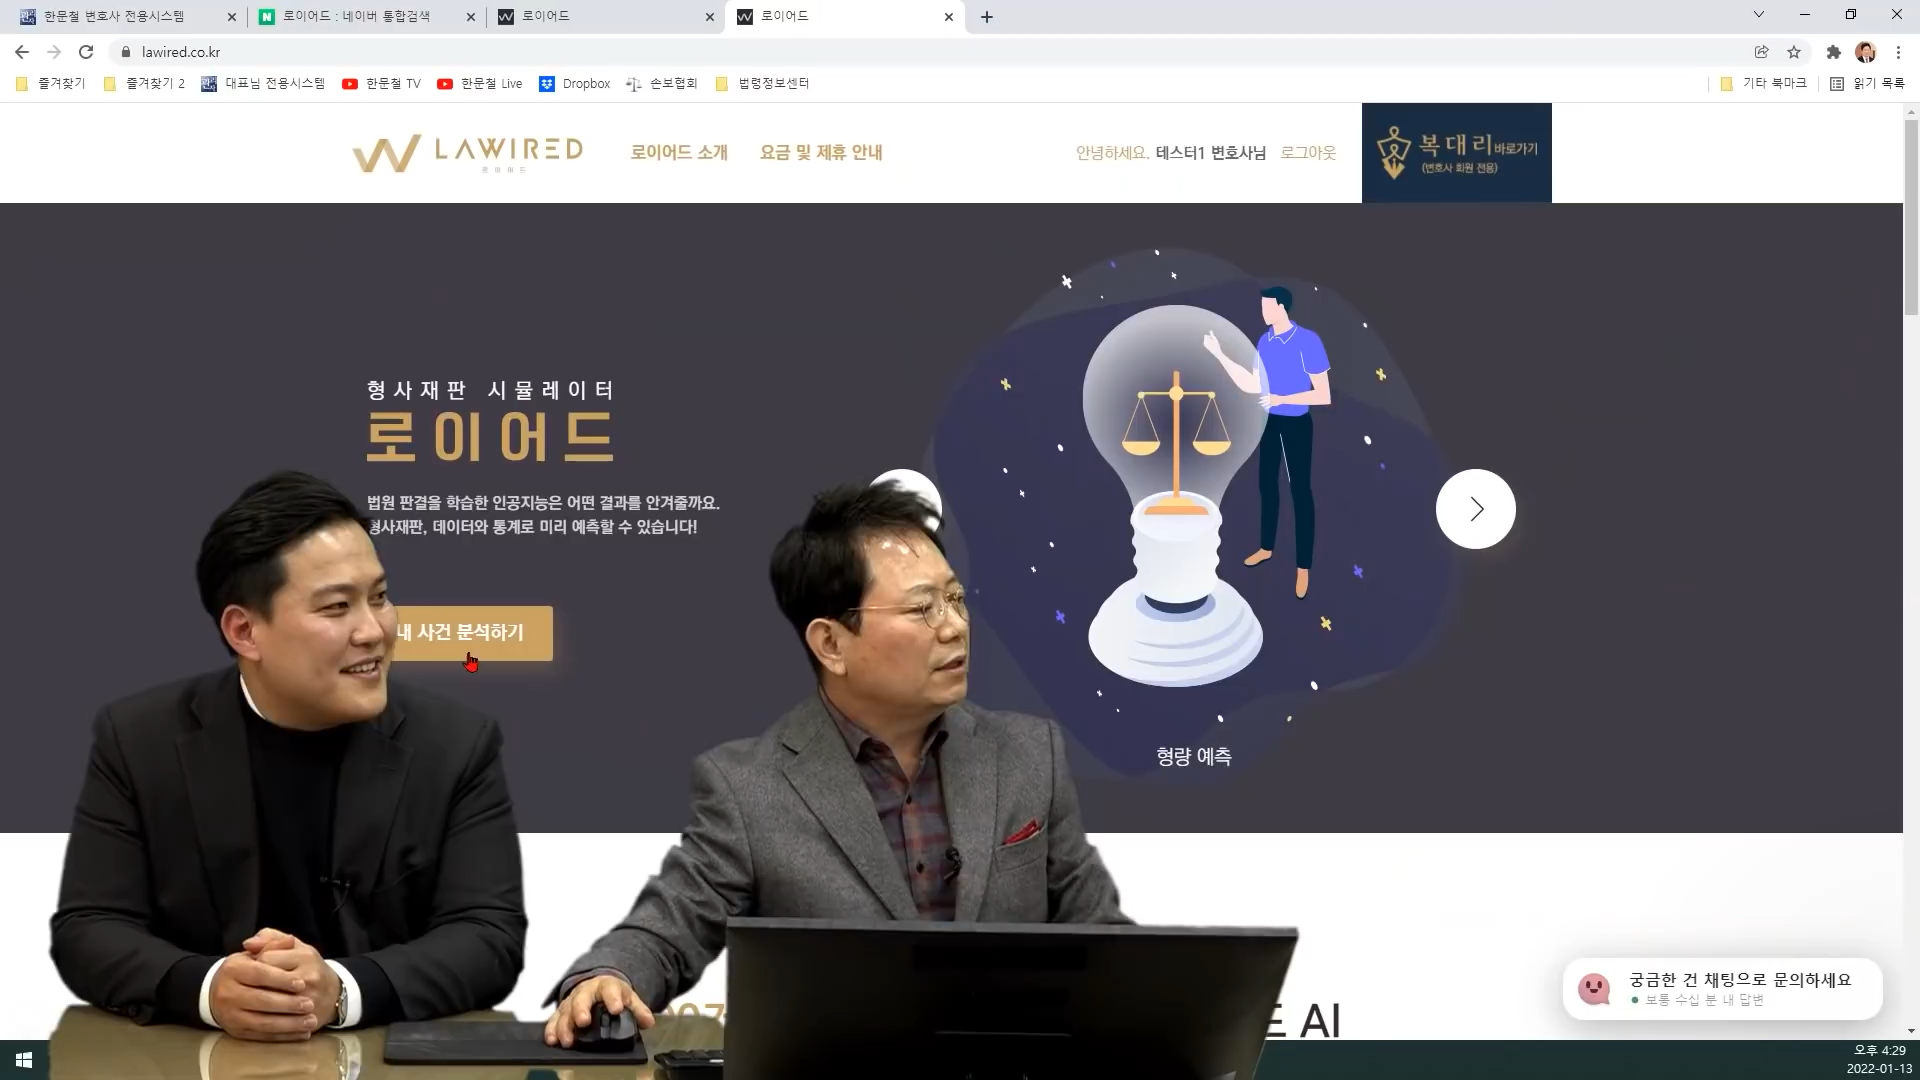 한문철 변호사 전용시스템
로이어드 : 네이버 통합검색
로이어드
로이어드
lawired.co.kr
즐겨찾기
즐겨찾기 2
대표님 전용시스템
한문철 TV
한문철 Live
Dropbox
손보협회
법령정보센터
기타 북마크
읽기 목록
LAWIRED
로이어드
로이어드 소개
요금 및 제휴 안내
안녕하세요. 테스터1 변호사님
로그아웃
복대리바로가기
(변호사 회원 전용)
형사재판 시뮬레이터
로이어드
법원 판결을 학습한 인공지능은 어떤 결과를 안겨줄까요.
형사재판, 데이터와 통계로 미리 예측할 수 있습니다!
내 사건 분석하기
형량 예측
AI
궁금한 건 채팅으로 문의하세요
보통 수십 분 내 답변
오후 4:29
2022-01-13